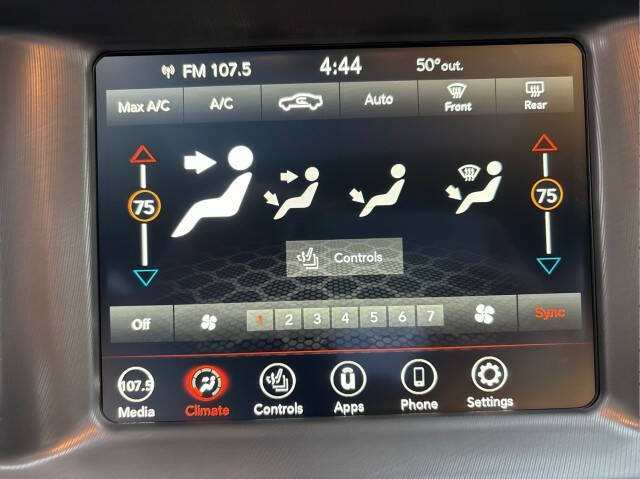 FM 107.5 4:44 50° out.
Max A/C A/C Auto Front Rear
75 75
Controls
Off 1 2 3 4 5 6 7 Sync
107.5 ü
Media Climate Controls Apps Phone Settings